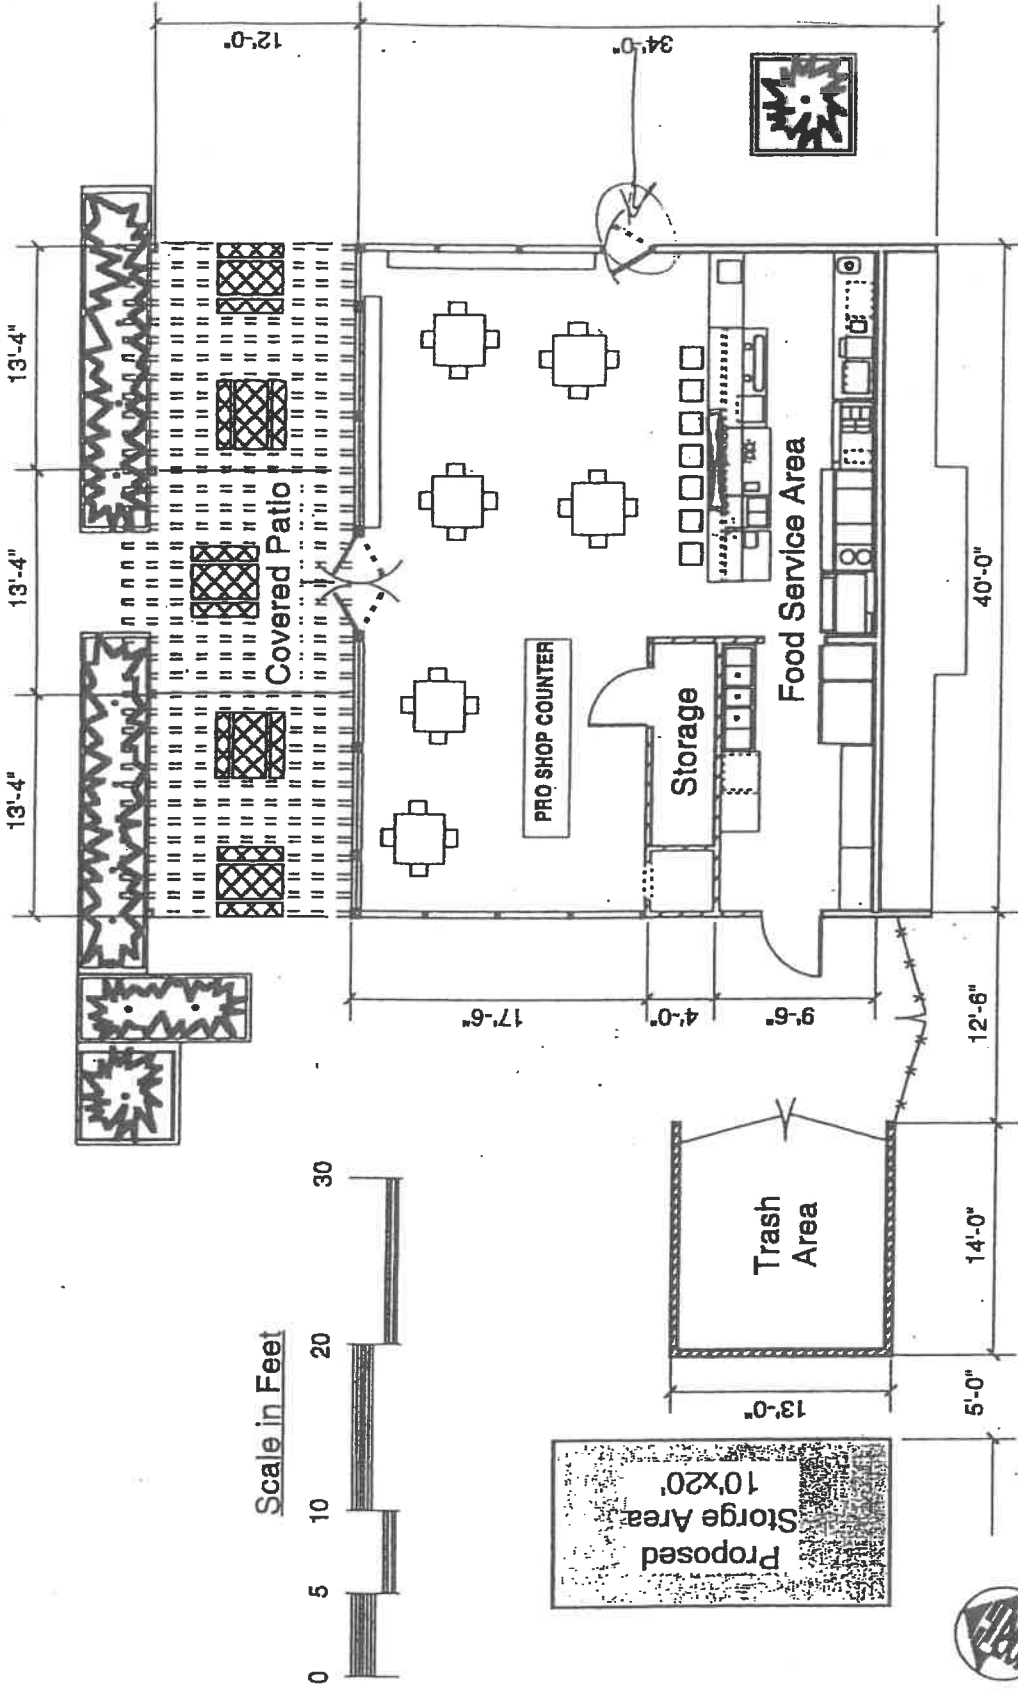 12'-0"
34'-0"
13'-4"
13'-4"
13'-4"
Covered Patio
PRO SHOP COUNTER
Storage
Food Service Area
40'-0"
17'-6"
4'-0"
9'-6"
12'-6"
Trash
Area
14'-0"
13'-0"
5'-0"
Scale in Feet
0 5 10 20 30
Proposed
Storge Area
10'x20'